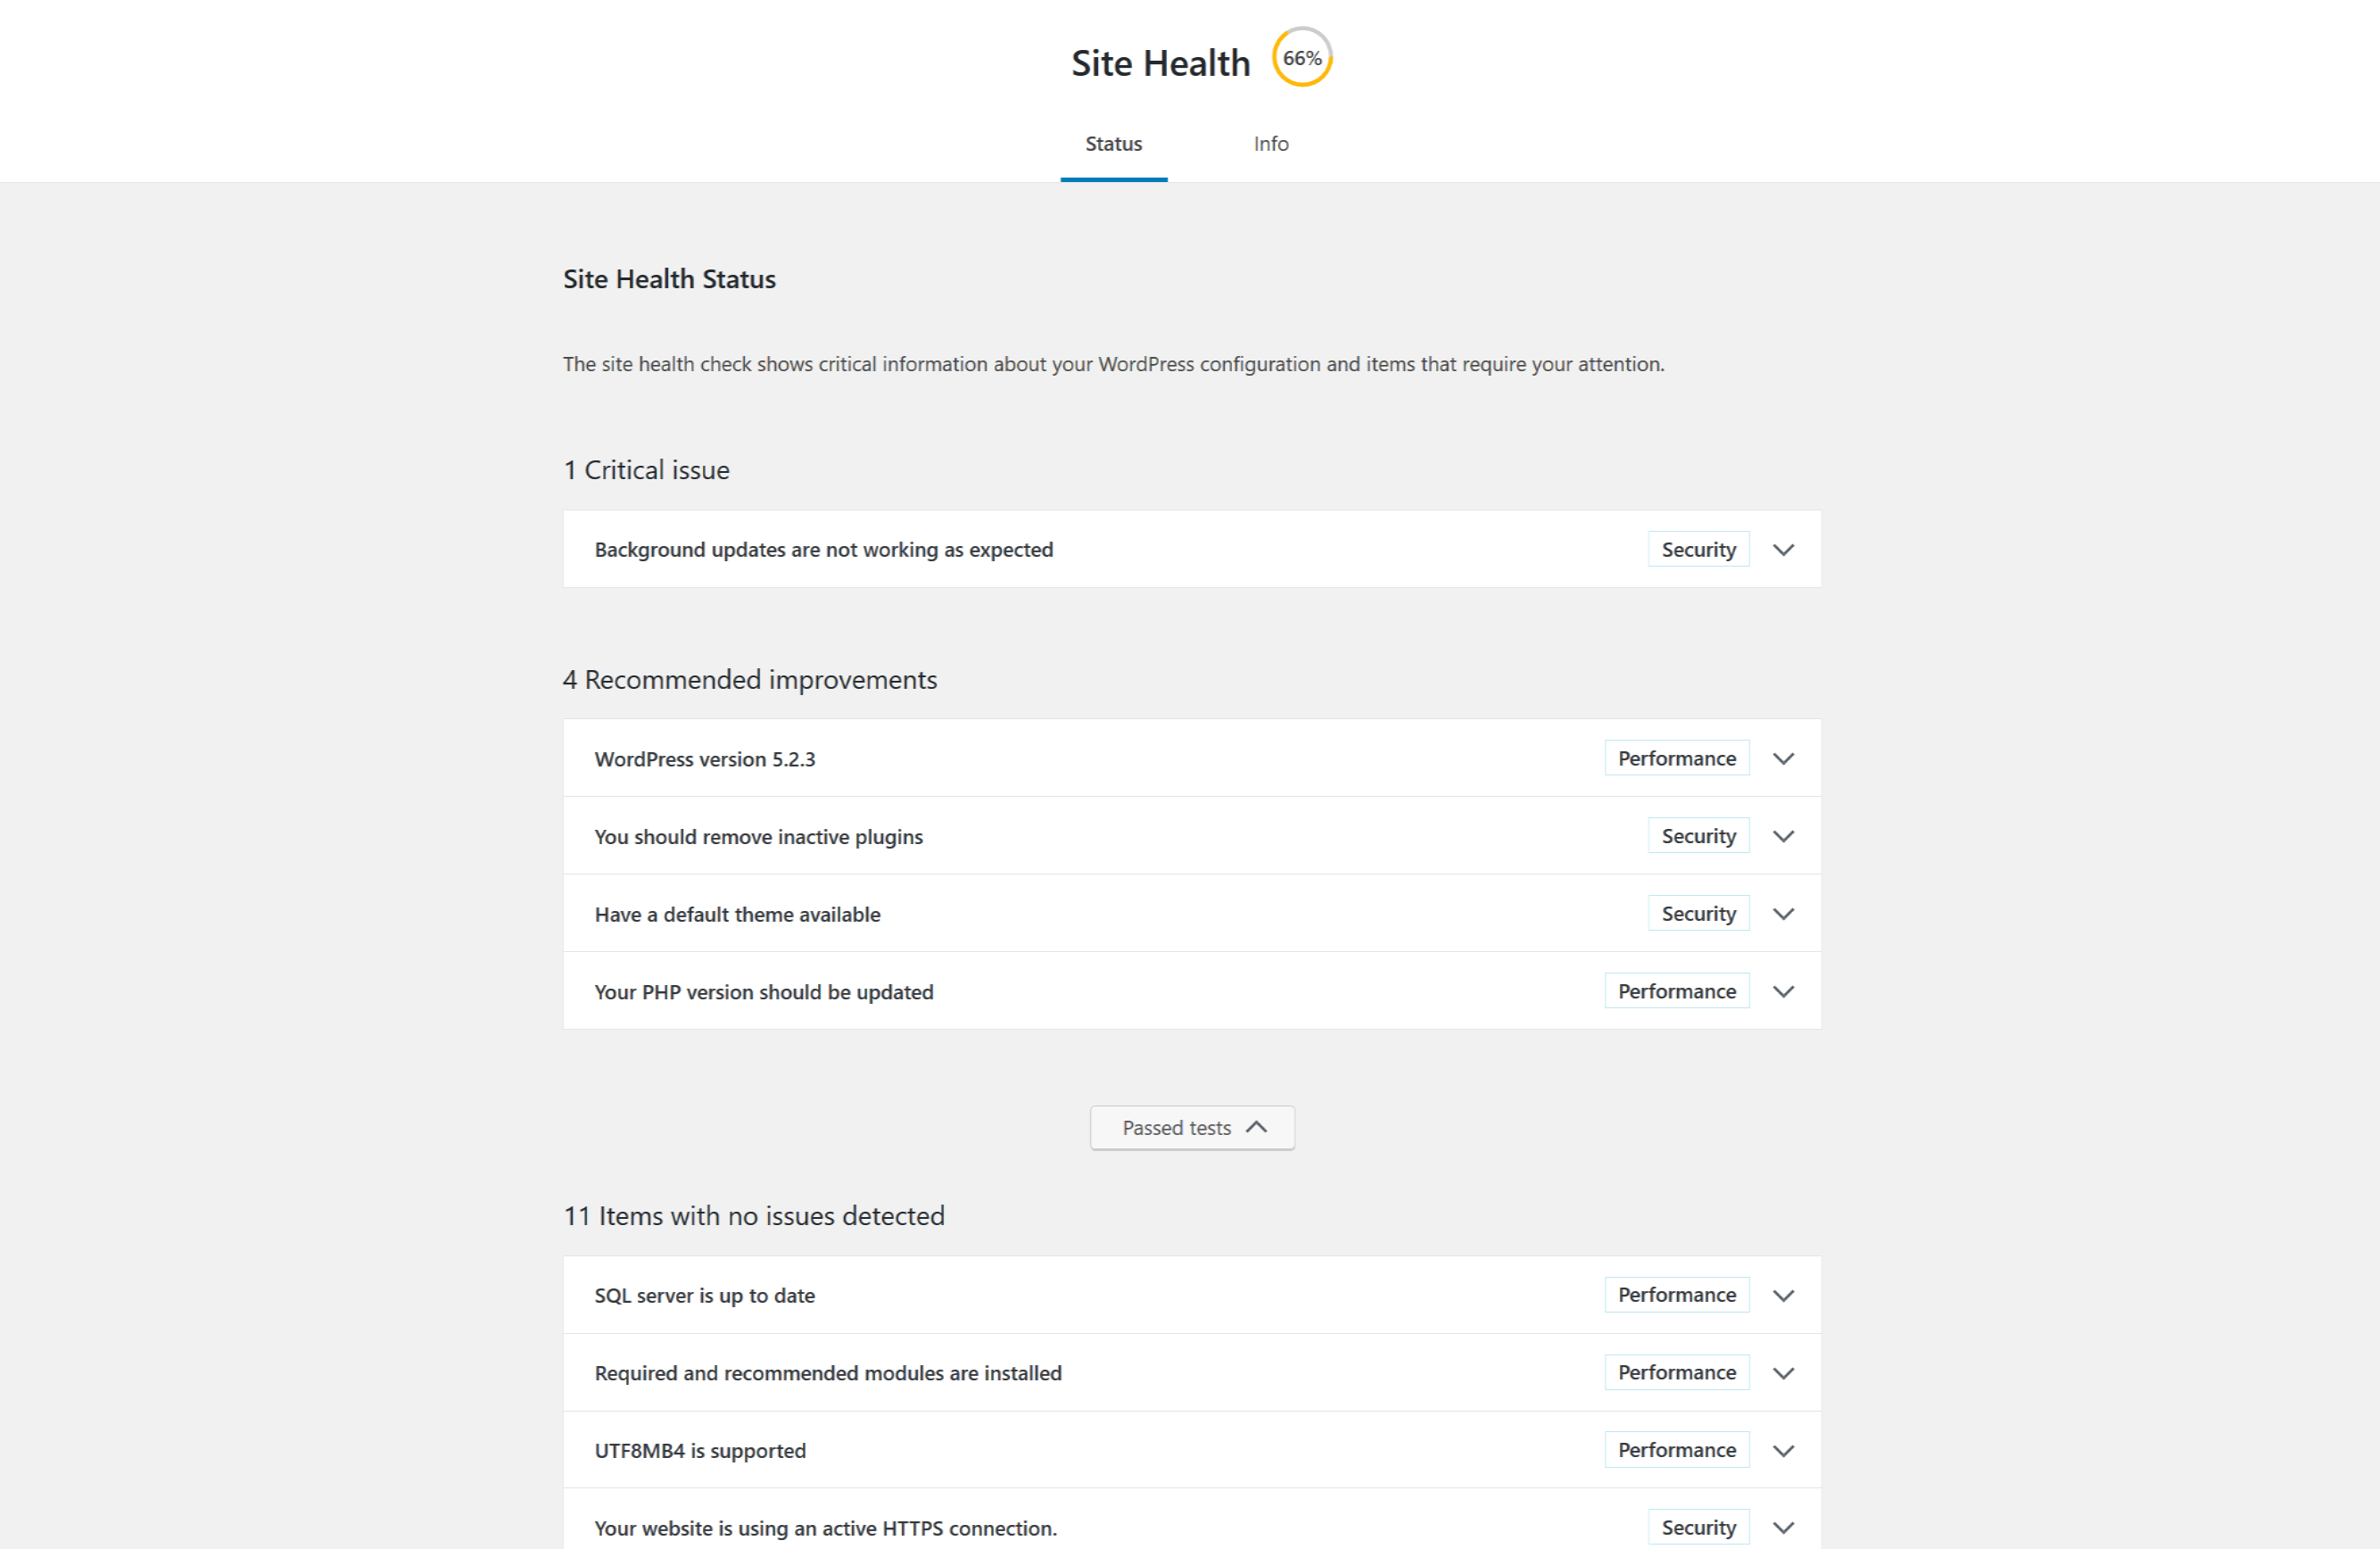 Site Health 66%
Status Info
Site Health Status
The site health check shows critical information about your WordPress configuration and items that require your attention.
1 Critical issue
Background updates are not working as expected Security
4 Recommended improvements
WordPress version 5.2.3 Performance
You should remove inactive plugins Security
Have a default theme available Security
Your PHP version should be updated Performance
Passed tests
11 Items with no issues detected
SQL server is up to date Performance
Required and recommended modules are installed Performance
UTF8MB4 is supported Performance
Your website is using an active HTTPS connection. Security